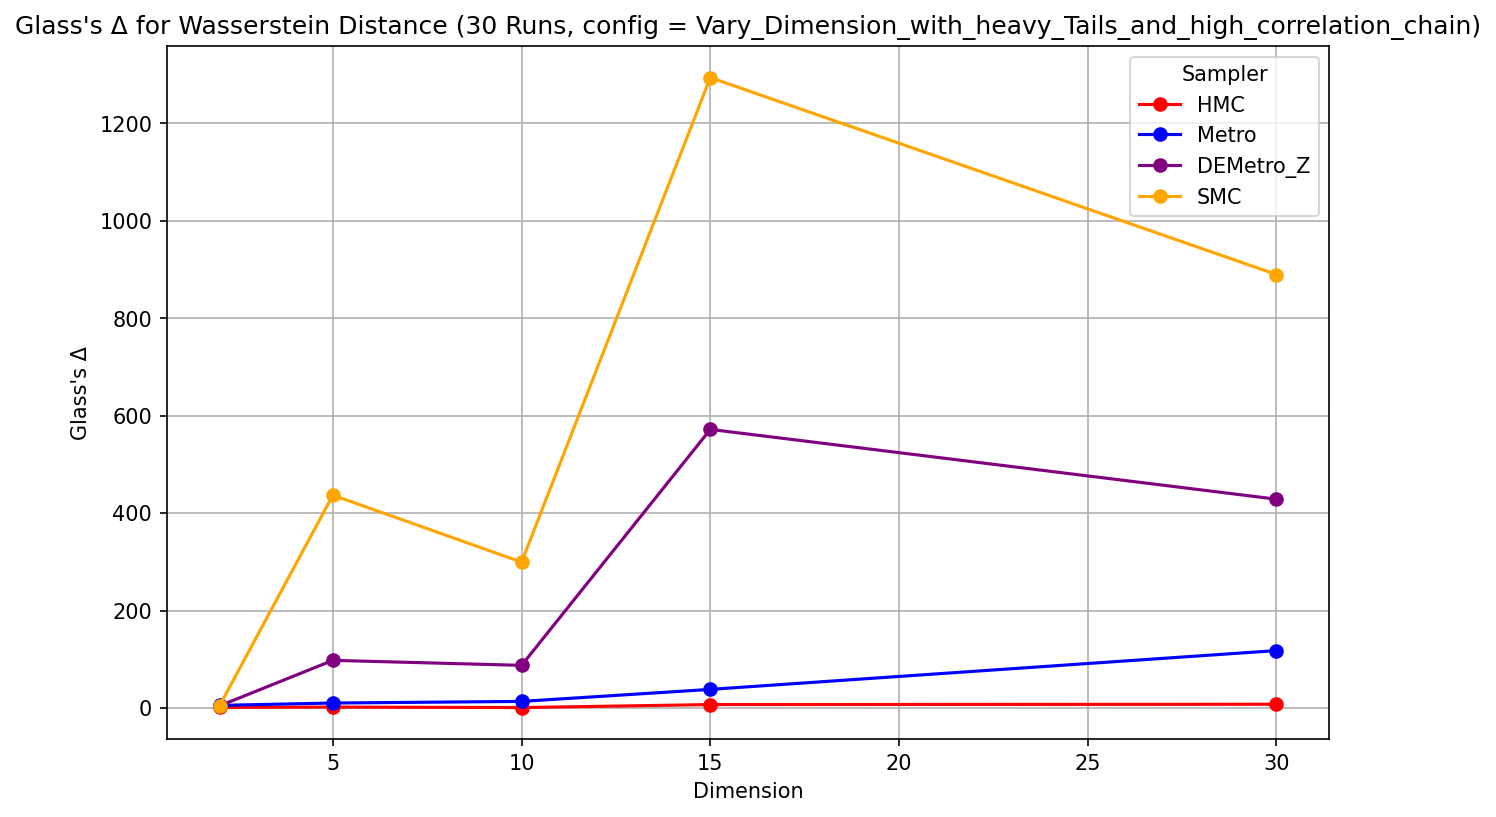 Glass's Δ for Wasserstein Distance (30 Runs, config = Vary_Dimension_with_heavy_Tails_and_high_correlation_chain)
Sampler
HMC
Metro
DEMetro_Z
SMC
Glass's Δ
1200
1000
800
600
400
200
0
5 10 15 20 25 30
Dimension